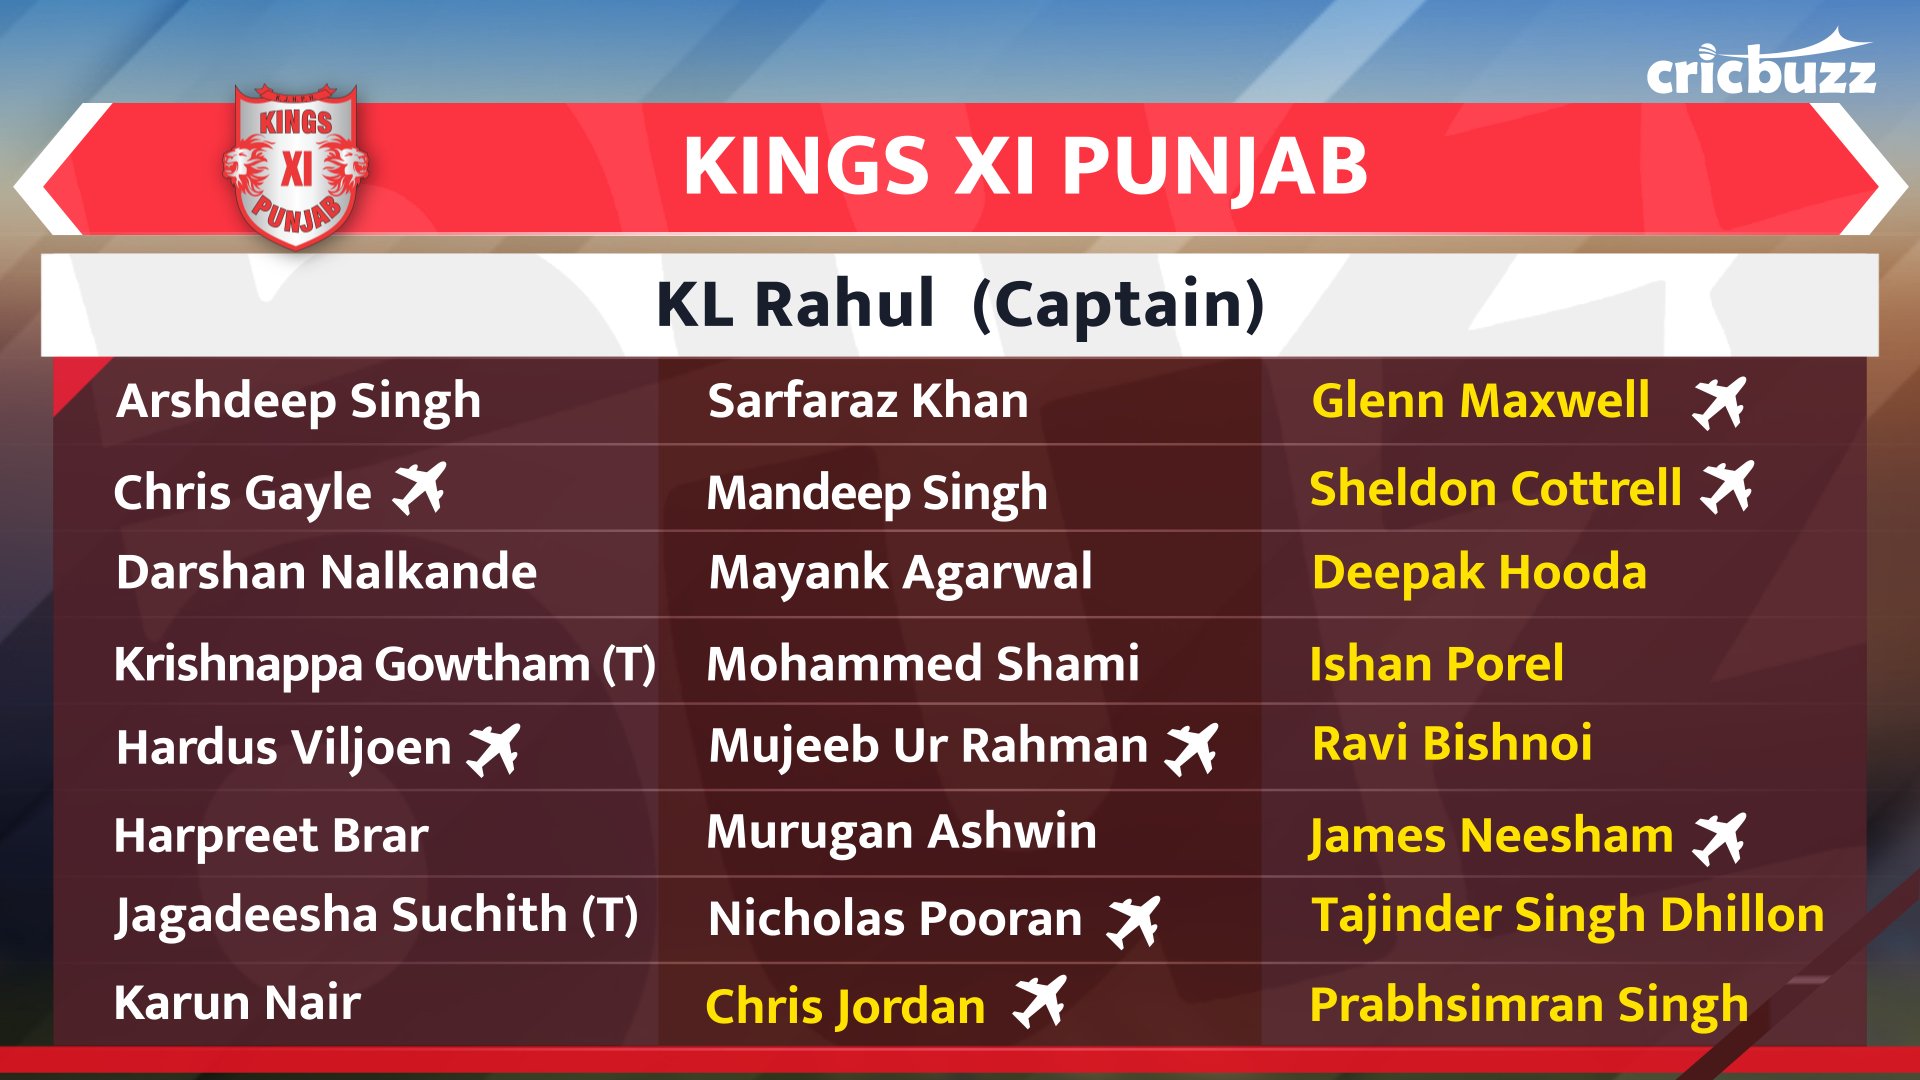 cricbuzz
KINGS
XI
PUNJAB
KINGS XI PUNJAB
KL Rahul (Captain)
Arshdeep Singh
Sarfaraz Khan
Glenn Maxwell
Chris Gayle
Mandeep Singh
Sheldon Cottrell
Darshan Nalkande
Mayank Agarwal
Deepak Hooda
Krishnappa Gowtham (T)
Mohammed Shami
Ishan Porel
Hardus Viljoen
Mujeeb Ur Rahman
Ravi Bishnoi
Harpreet Brar
Murugan Ashwin
James Neesham
Jagadeesha Suchith (T)
Nicholas Pooran
Tajinder Singh Dhillon
Karun Nair
Chris Jordan
Prabhsimran Singh